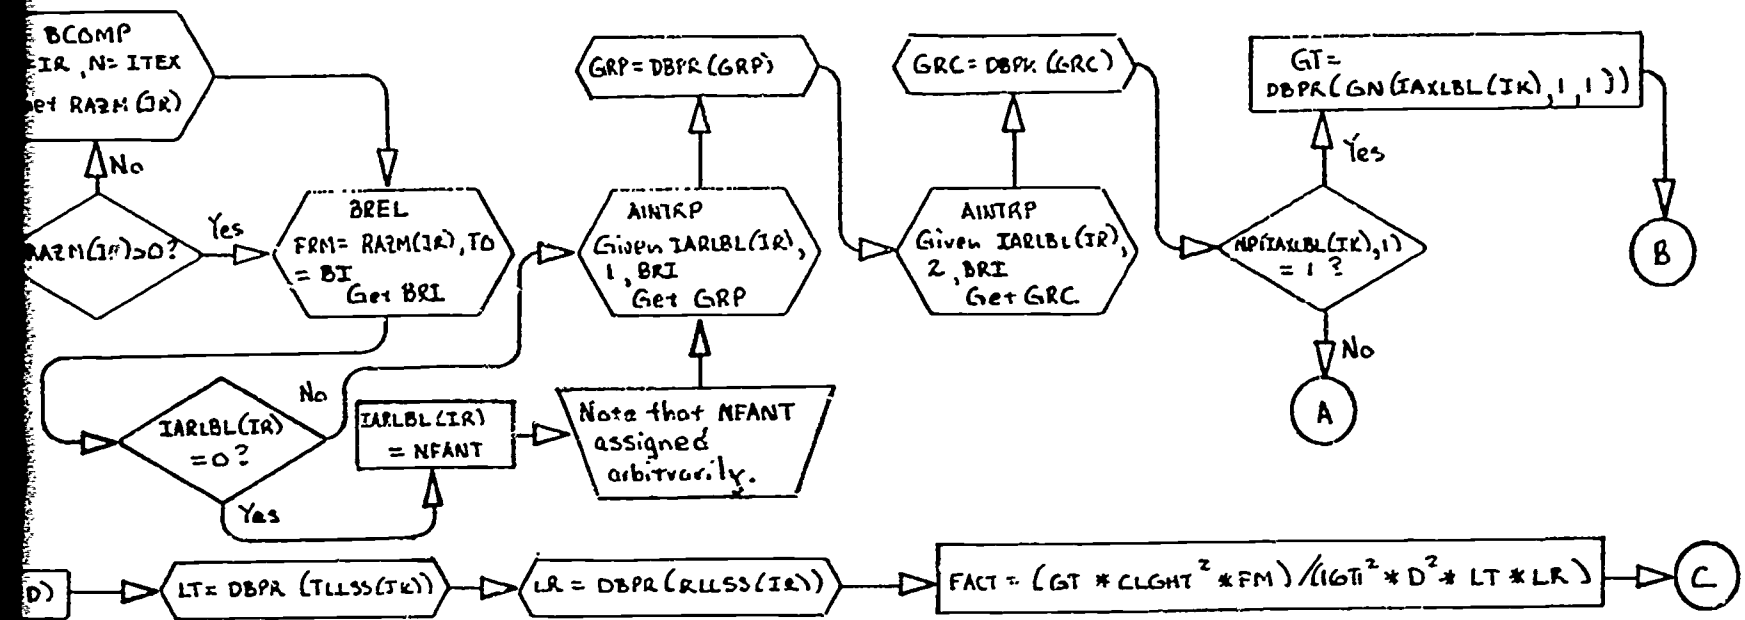 BCOMP
=IR, N= ITEX
Get RAZM(IR)
No
RAZM(IR)>0?
Yes
BREL
FRM= RAZM(IR), TO
= BI
Get BRI
IARLBL(IR)
=0?
No
Yes
IARLBL(IR)
= NFANT
Note that NFANT
assigned
arbitrarily.
AINTRP
Given IARLBL(IR),
1, BRI
Get GRP
GRP=DBPR(GRP)
AINTRP
Given IARLBL(IR),
2, BRI
Get GRC
GRC=DBPR(GRC)
NP(IAXLBL(IK),1)
= 1 ?
Yes
GT=
DBPR(GN(IAXLBL(IK),1,1))
B
No
A
D)
LT= DBPR (TLLSS(IK))
LR = DBPR(RLLSS(IR))
FACT = (GT * CLGHT² * FM)/( * D² * LT * LR )
C